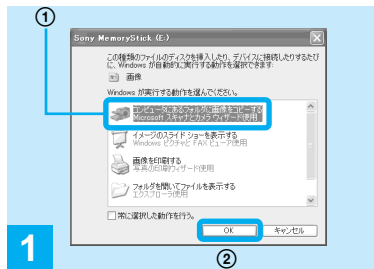 ①
Sony MemoryStick (E:)
この種類のファイルのディスクを挿入したり、デバイスに接続したりするたびに、Windows が自動的に実行する動作を選択できます:
画像
Windows が実行する動作を選んでください。
コンピュータにあるフォルダに画像をコピーする
Microsoft スキャナとカメラ ウィザード使用
イメージのスライド ショーを表示する
Windows ピクチャと FAX ビューア使用
画像を印刷する
写真の印刷ウィザード使用
フォルダを開いてファイルを表示する
エクスプローラ使用
常に選択した動作を行う。
OK
キャンセル
1
②